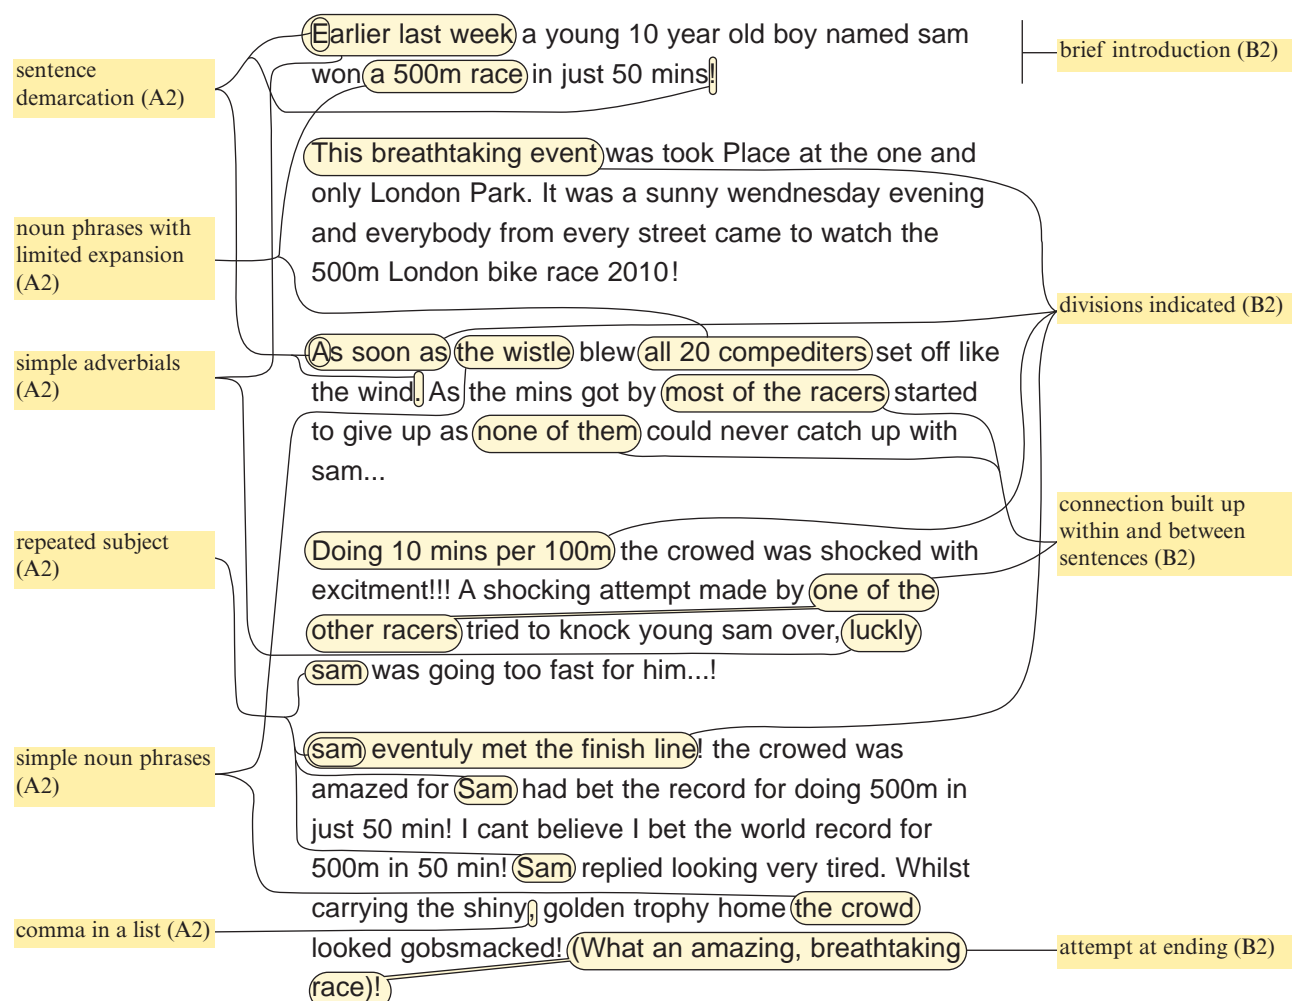 sentence
demarcation (A2)
noun phrases with
limited expansion
(A2)
simple adverbials
(A2)
repeated subject
(A2)
simple noun phrases
(A2)
comma in a list (A2)
Earlier last week a young 10 year old boy named sam
won a 500m race in just 50 mins!
This breathtaking event was took Place at the one and
only London Park. It was a sunny wendnesday evening
and everybody from every street came to watch the
500m London bike race 2010!
As soon as the wistle blew all 20 compediters set off like
the wind. As the mins got by most of the racers started
to give up as none of them could never catch up with
sam...
Doing 10 mins per 100m the crowed was shocked with
excitment!!! A shocking attempt made by one of the
other racers tried to knock young sam over, luckly
sam was going too fast for him...!
sam eventuly met the finish line! the crowed was
amazed for Sam had bet the record for doing 500m in
just 50 min! I cant believe I bet the world record for
500m in 50 min! Sam replied looking very tired. Whilst
carrying the shiny, golden trophy home the crowd
looked gobsmacked! (What an amazing, breathtaking
race)!
brief introduction (B2)
divisions indicated (B2)
connection built up
within and between
sentences (B2)
attempt at ending (B2)